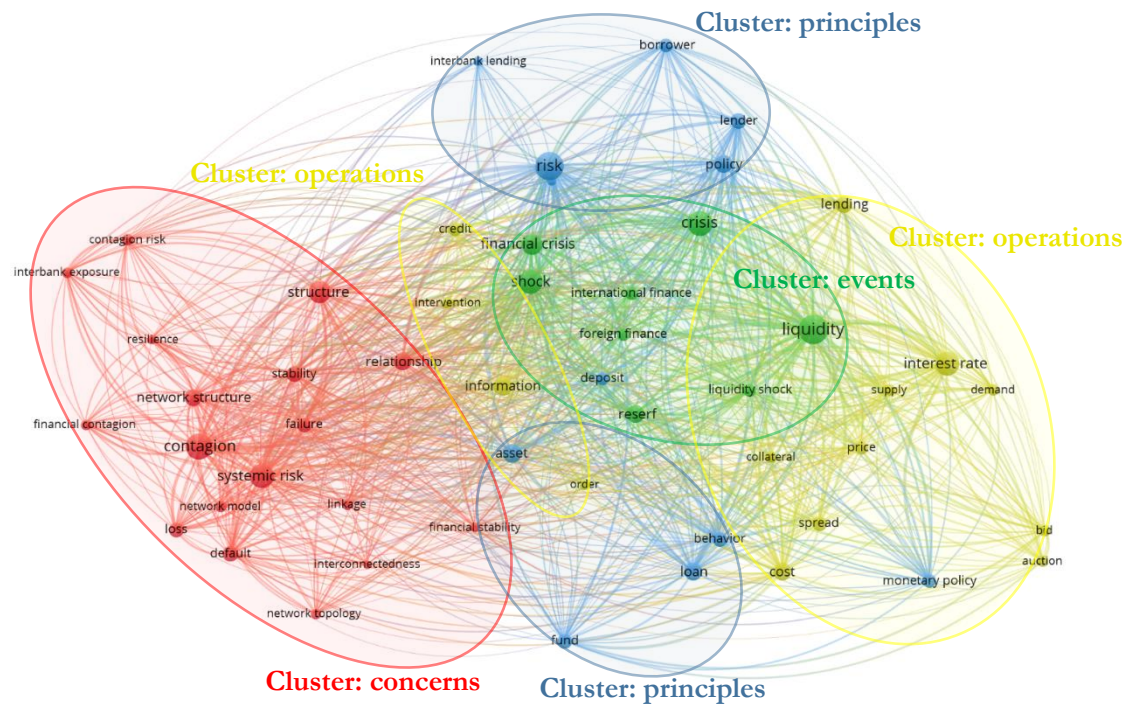 Cluster: principles
borrower
interbank lending
lender
risk
policy
Cluster: operations
lending
crisis
credit
Cluster: operations
contagion risk
financial crisis
interbank exposure
Cluster: events
shock
structure
international finance
intervention
liquidity
foreign finance
resilience
relationship
interest rate
stability
deposit
information
liquidity shock
supply
demand
network structure
reserf
financial contagion
failure
contagion
price
asset
collateral
systemic risk
order
network model
linkage
loss
financial stability
spread
bid
behavior
default
auction
interconnectedness
loan
cost
monetary policy
network topology
fund
Cluster: concerns
Cluster: principles